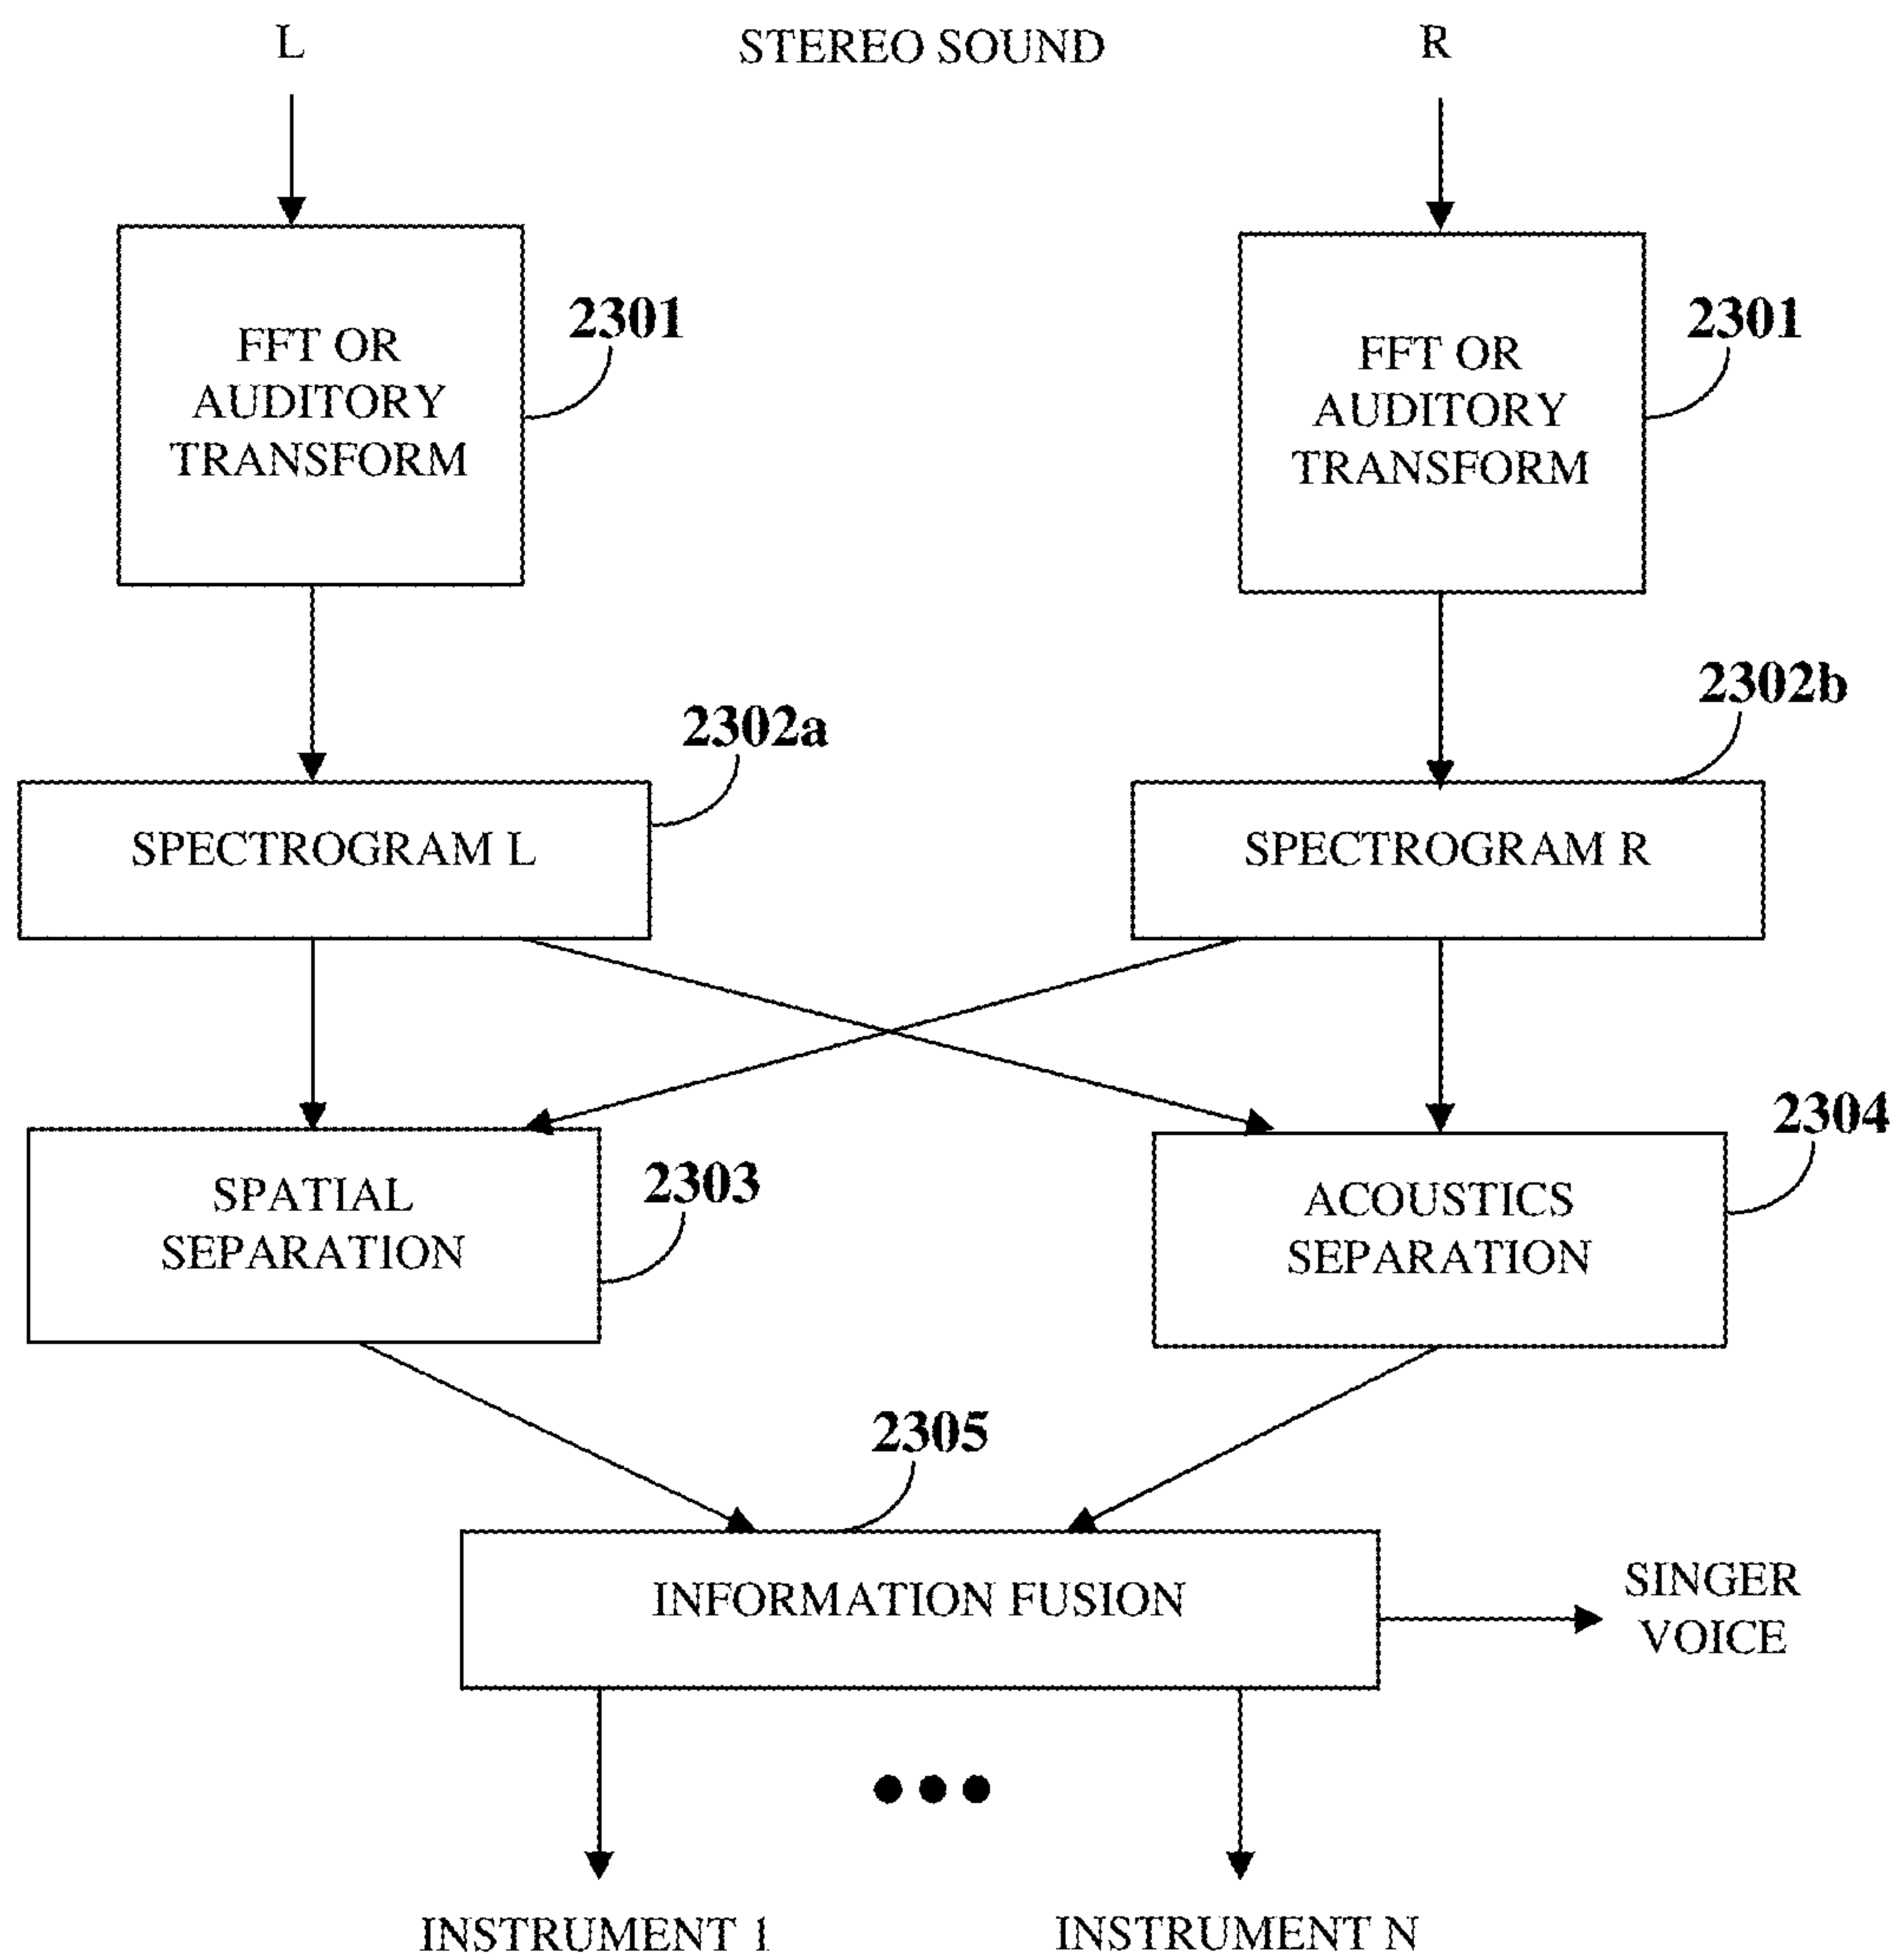 L
STEREO SOUND
R
FFT OR
AUDITORY
TRANSFORM
2301
FFT OR
AUDITORY
TRANSFORM
2301
2302a
2302b
SPECTROGRAM L
SPECTROGRAM R
SPATIAL
SEPARATION
2303
ACOUSTICS
SEPARATION
2304
2305
INFORMATION FUSION
SINGER
VOICE
INSTRUMENT 1
INSTRUMENT N